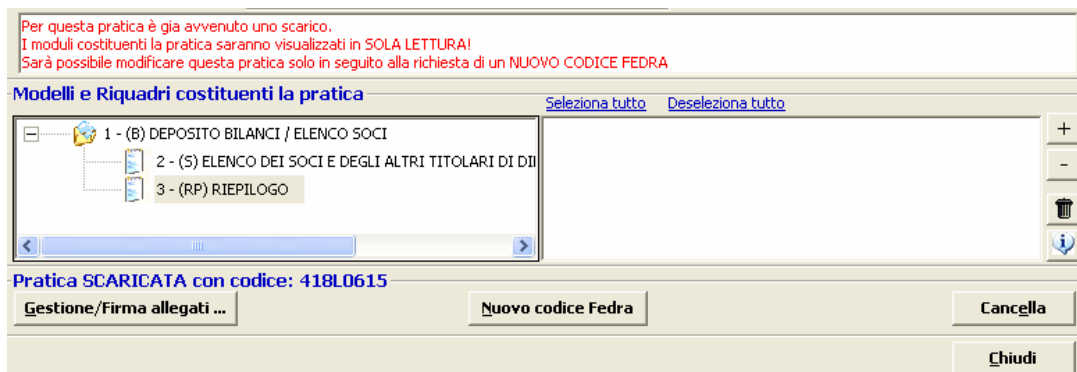 Per questa pratica è gia avvenuto uno scarico.
I moduli costituenti la pratica saranno visualizzati in SOLA LETTURA!
Sarà possibile modificare questa pratica solo in seguito alla richiesta di un NUOVO CODICE FEDRA
Modelli e Riquadri costituenti la pratica
Seleziona tutto Deseleziona tutto
1 - (B) DEPOSITO BILANCI / ELENCO SOCI
2 - (S) ELENCO DEI SOCI E DEGLI ALTRI TITOLARI DI
3 - (RP) RIEPILOGO
+
-
Pratica SCARICATA con codice: 418L0615
Gestione/Firma allegati ...
Nuovo codice Fedra
Cancella
Chiudi